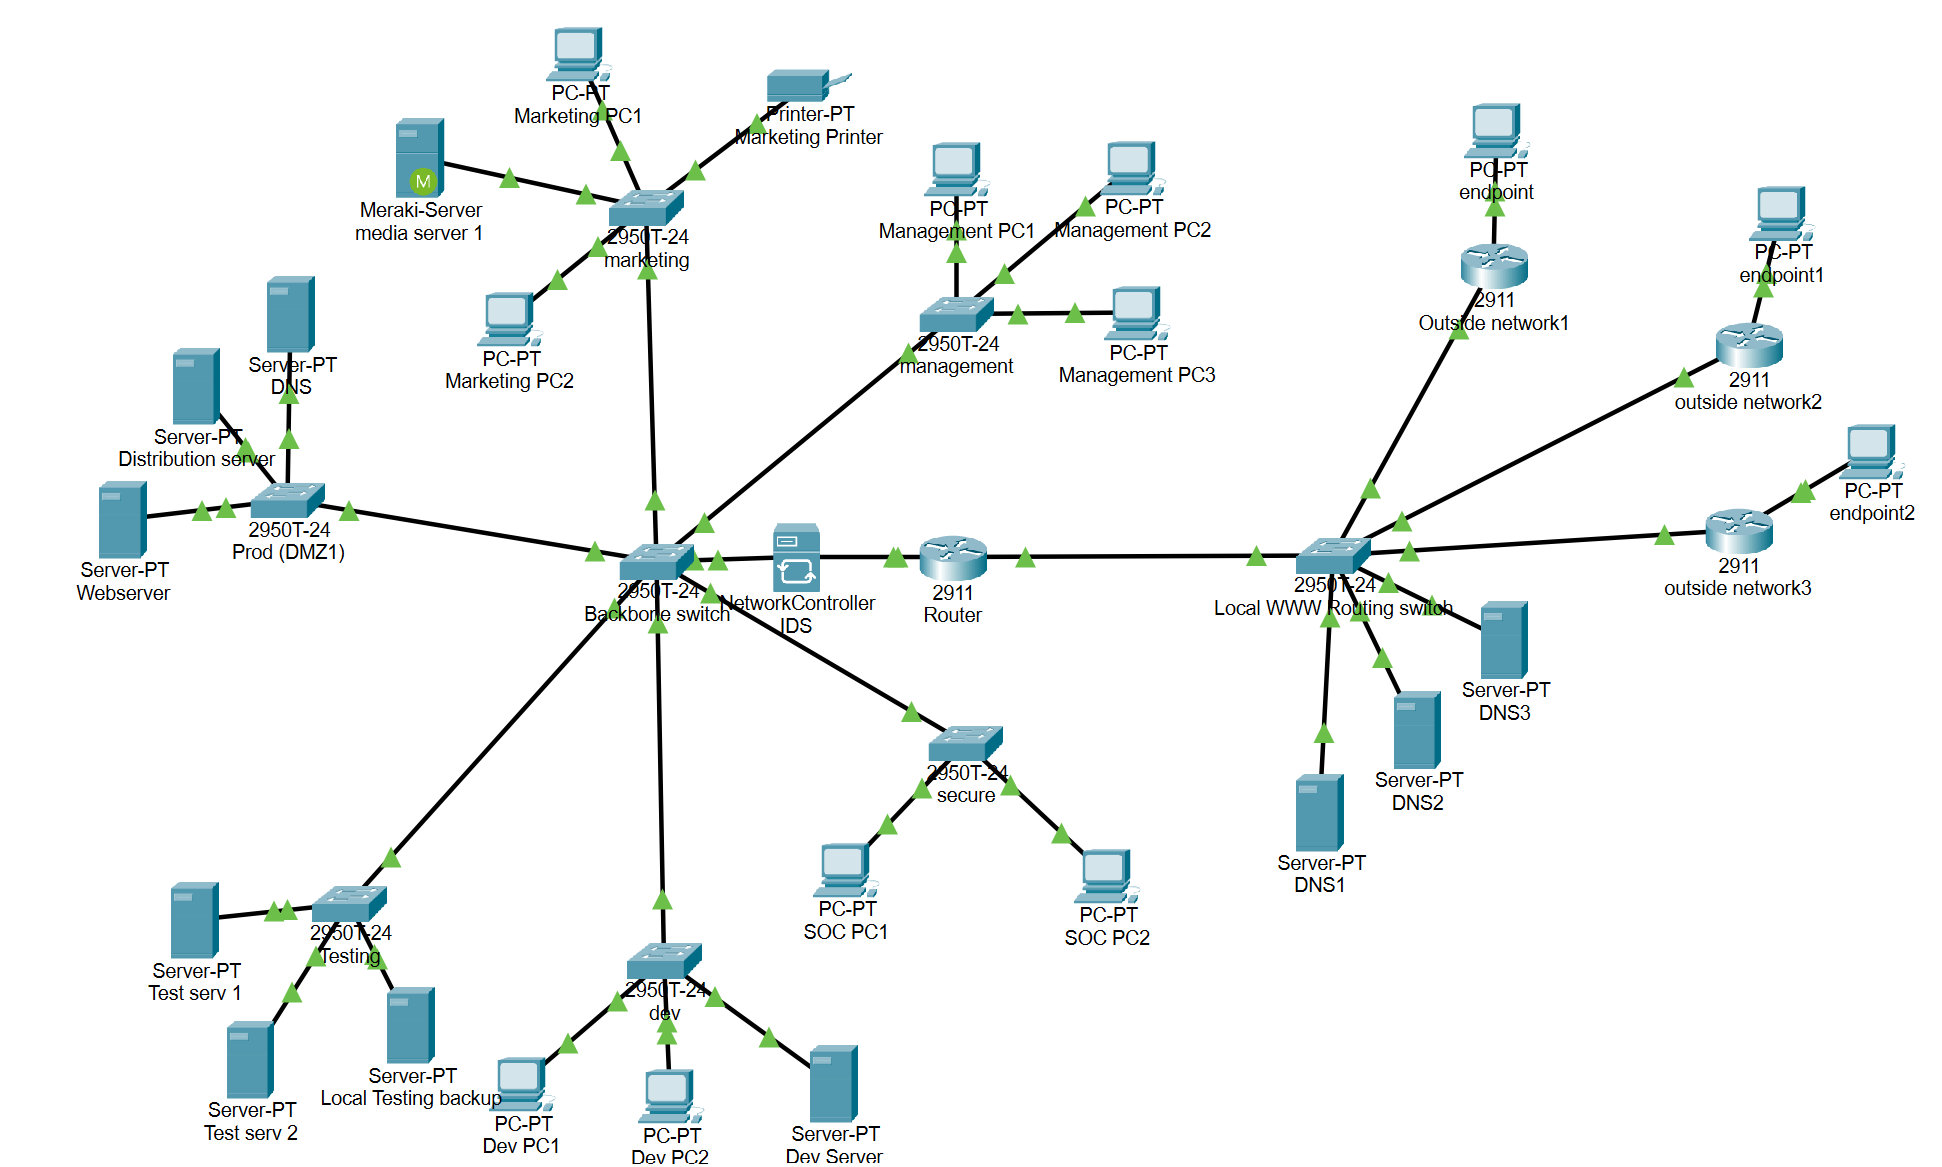 PC-PT
Marketing PC1
Printer-PT
Marketing Printer
M
Meraki-Server
media server 1
2950T-24
marketing
PC-PT
Marketing PC2
PC-PT
Management PC1
PC-PT
Management PC2
2950T-24
management
PC-PT
Management PC3
PC-PT
endpoint
2911
Outside network1
PC-PT
endpoint1
2911
outside network2
PC-PT
endpoint2
2911
outside network3
Server-PT
DNS
Server-PT
Distribution server
Server-PT
Webserver
2950T-24
Prod (DMZ1)
2950T-24
Backbone switch
NetworkController
IDS
2911
Router
2950T-24
Local WWW Routing switch
Server-PT
DNS3
Server-PT
DNS2
Server-PT
DNS1
2950T-24
secure
PC-PT
SOC PC1
PC-PT
SOC PC2
2950T-24
Testing
Server-PT
Test serv 1
Server-PT
Test serv 2
Server-PT
Local Testing backup
2950T-24
dev
PC-PT
Dev PC1
PC-PT
Dev PC2
Server-PT
Dev Server